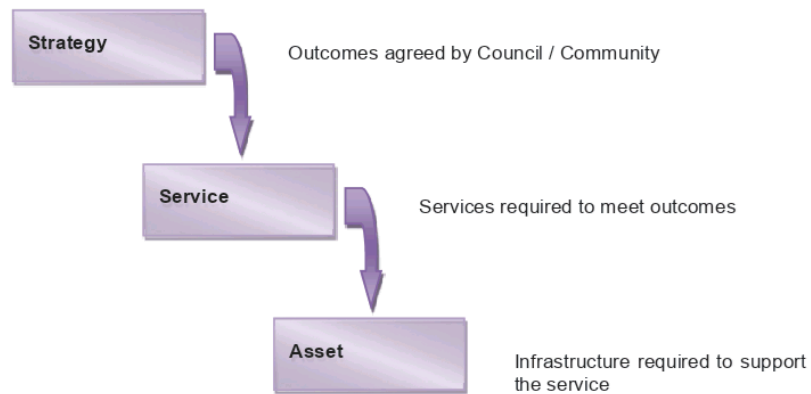 Strategy
Outcomes agreed by Council / Community
Service
Services required to meet outcomes
Asset
Infrastructure required to support
the service